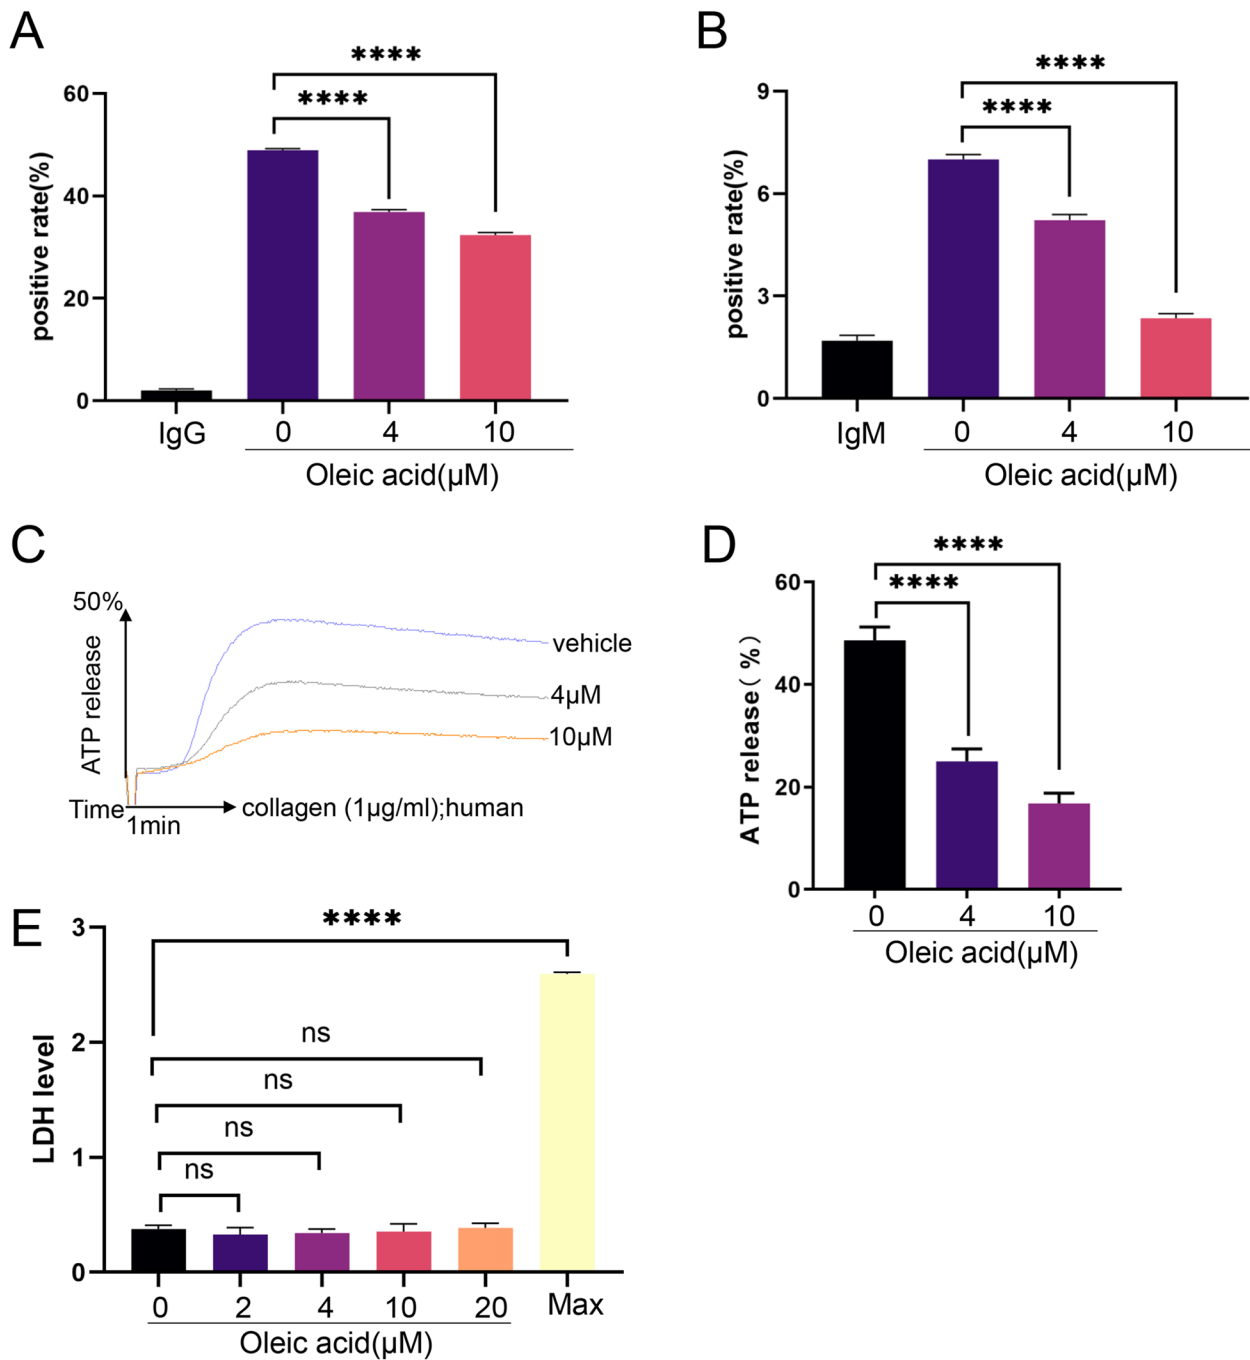 A
****
****
60
40
20
0
positive rate(%)
IgG
0
4
10
Oleic acid(μM)
B
****
****
9
6
3
0
positive rate(%)
IgM
0
4
10
Oleic acid(μM)
C
50%
ATP release
vehicle
4μM
10μM
Time
1min
collagen (1μg/ml);human
D
****
****
60
40
20
0
ATP release（%）
0
4
10
Oleic acid(μM)
E
****
ns
ns
ns
ns
3
2
1
0
LDH level
0
2
4
10
20
Max
Oleic acid(μM)